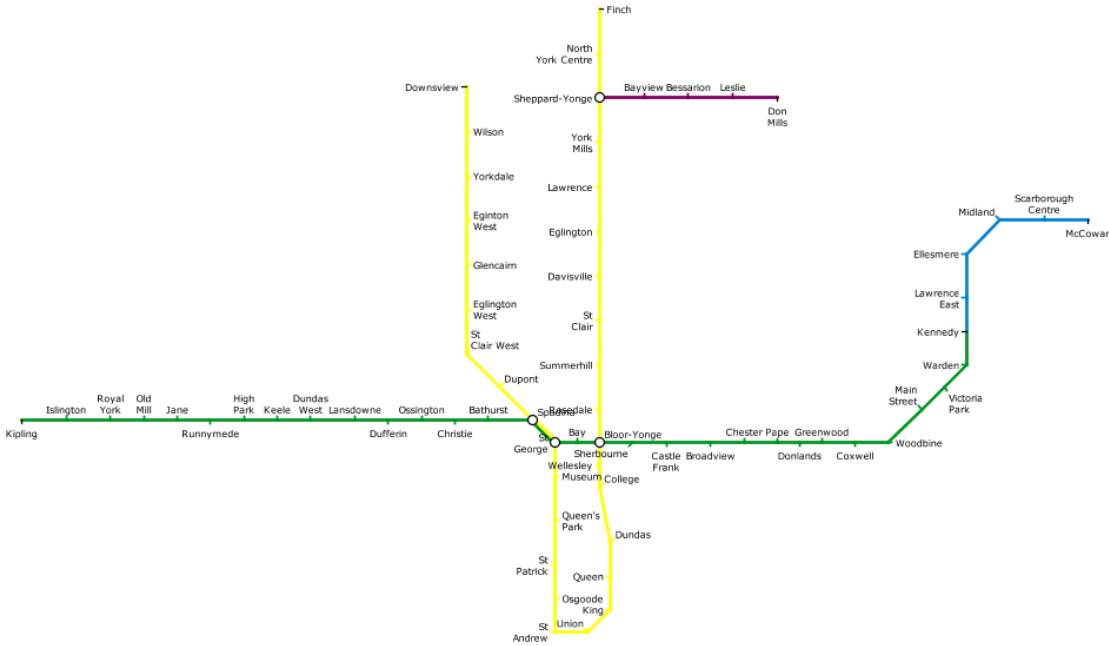 Finch
North
York Centre
Downsview
Sheppard-Yonge
Bayview
Bessarion
Leslie
Don
Mills
Wilson
York
Mills
Yorkdale
Lawrence
Eginton
West
Eglington
Glencairn
Davisville
Eglington
West
St
Clair
St
Clair West
Summerhill
Dupont
Rosedale
Scarborough
Centre
Midland
McCowan
Ellesmere
Lawrence
East
Kennedy
Warden
Main
Street
Victoria
Park
Woodbine
Kipling
Islington
Royal
York
Old
Mill
Jane
Runnymede
High
Park
Keele
Dundas
West
Lansdowne
Dufferin
Ossington
Christie
Bathurst
Spadina
St
George
Bay
Bloor-Yonge
Sherbourne
Castle
Frank
Broadview
Chester
Pape
Donlands
Greenwood
Coxwell
Wellesley
Museum
College
Queen's
Park
Dundas
St
Patrick
Queen
Osgoode
King
St
Andrew
Union